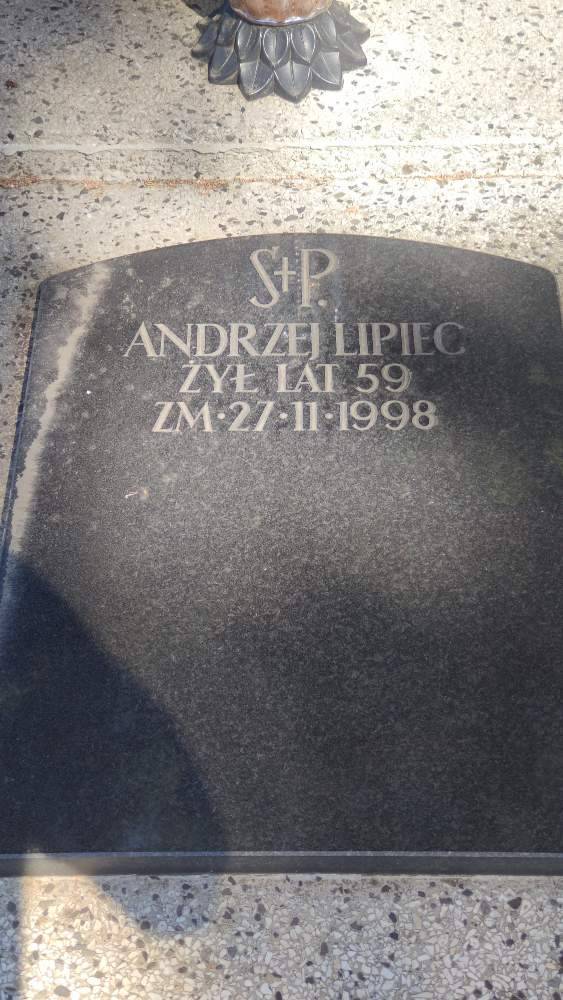 S+P.
ANDRZEJ LIPIEC
ŻYŁ LAT 59
ZM·27·11·1998